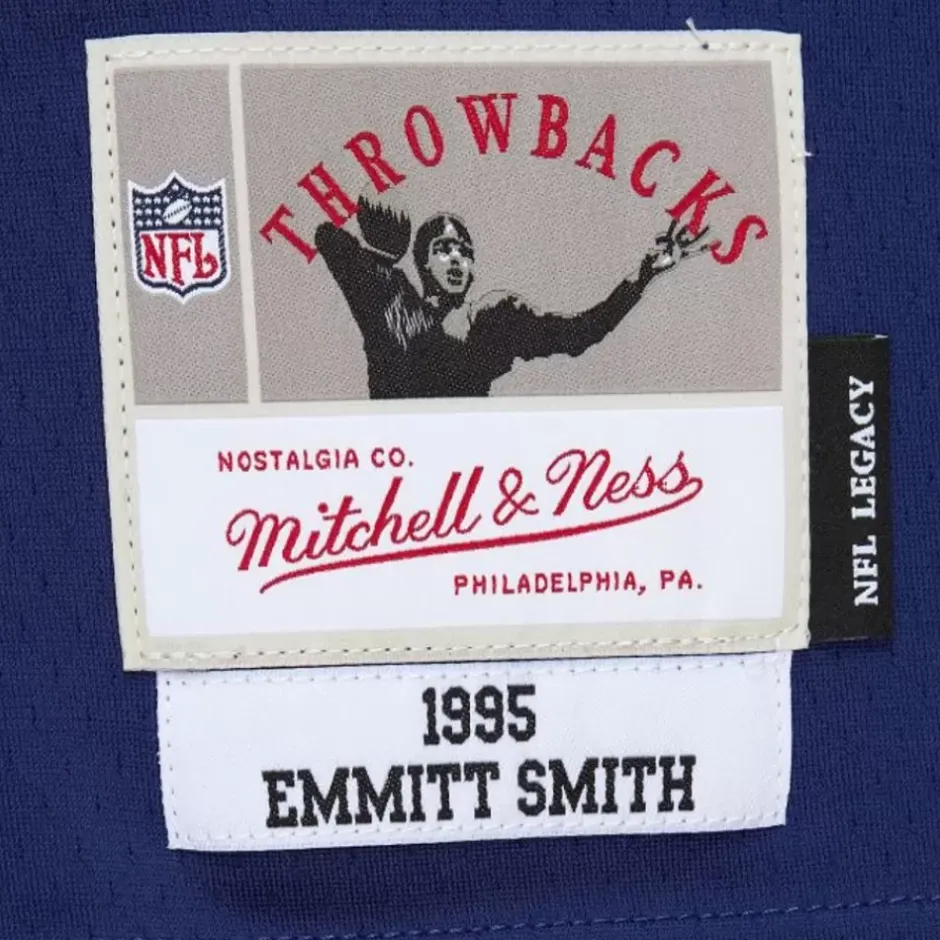 THROWBACKS
NFL
NOSTALGIA CO.
Mitchell & Ness
PHILADELPHIA, PA.
NFL LEGACY
1995
EMMITT SMITH